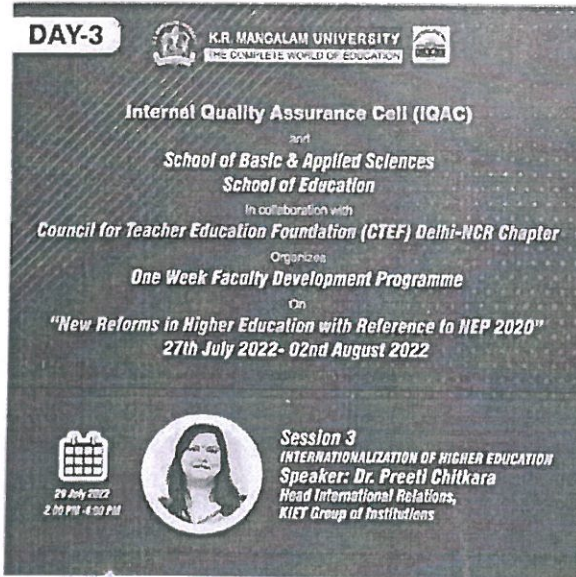 DAY-3
K.R. MANGALAM UNIVERSITY
THE COMPLETE WORLD OF EDUCATION
Internal Quality Assurance Cell (IQAC)
and
School of Basic & Applied Sciences
School of Education
In collaboration with
Council for Teacher Education Foundation (CTEF) Delhi-NCR Chapter
Organizes
One Week Faculty Development Programme
On
"New Reforms in Higher Education with Reference to NEP 2020"
27th July 2022- 02nd August 2022
Session 3
INTERNATIONALIZATION OF HIGHER EDUCATION
Speaker: Dr. Preeti Chitkara
Head International Relations,
KIET Group of Institutions
29 July 2022
2:00 PM -4:00 PM